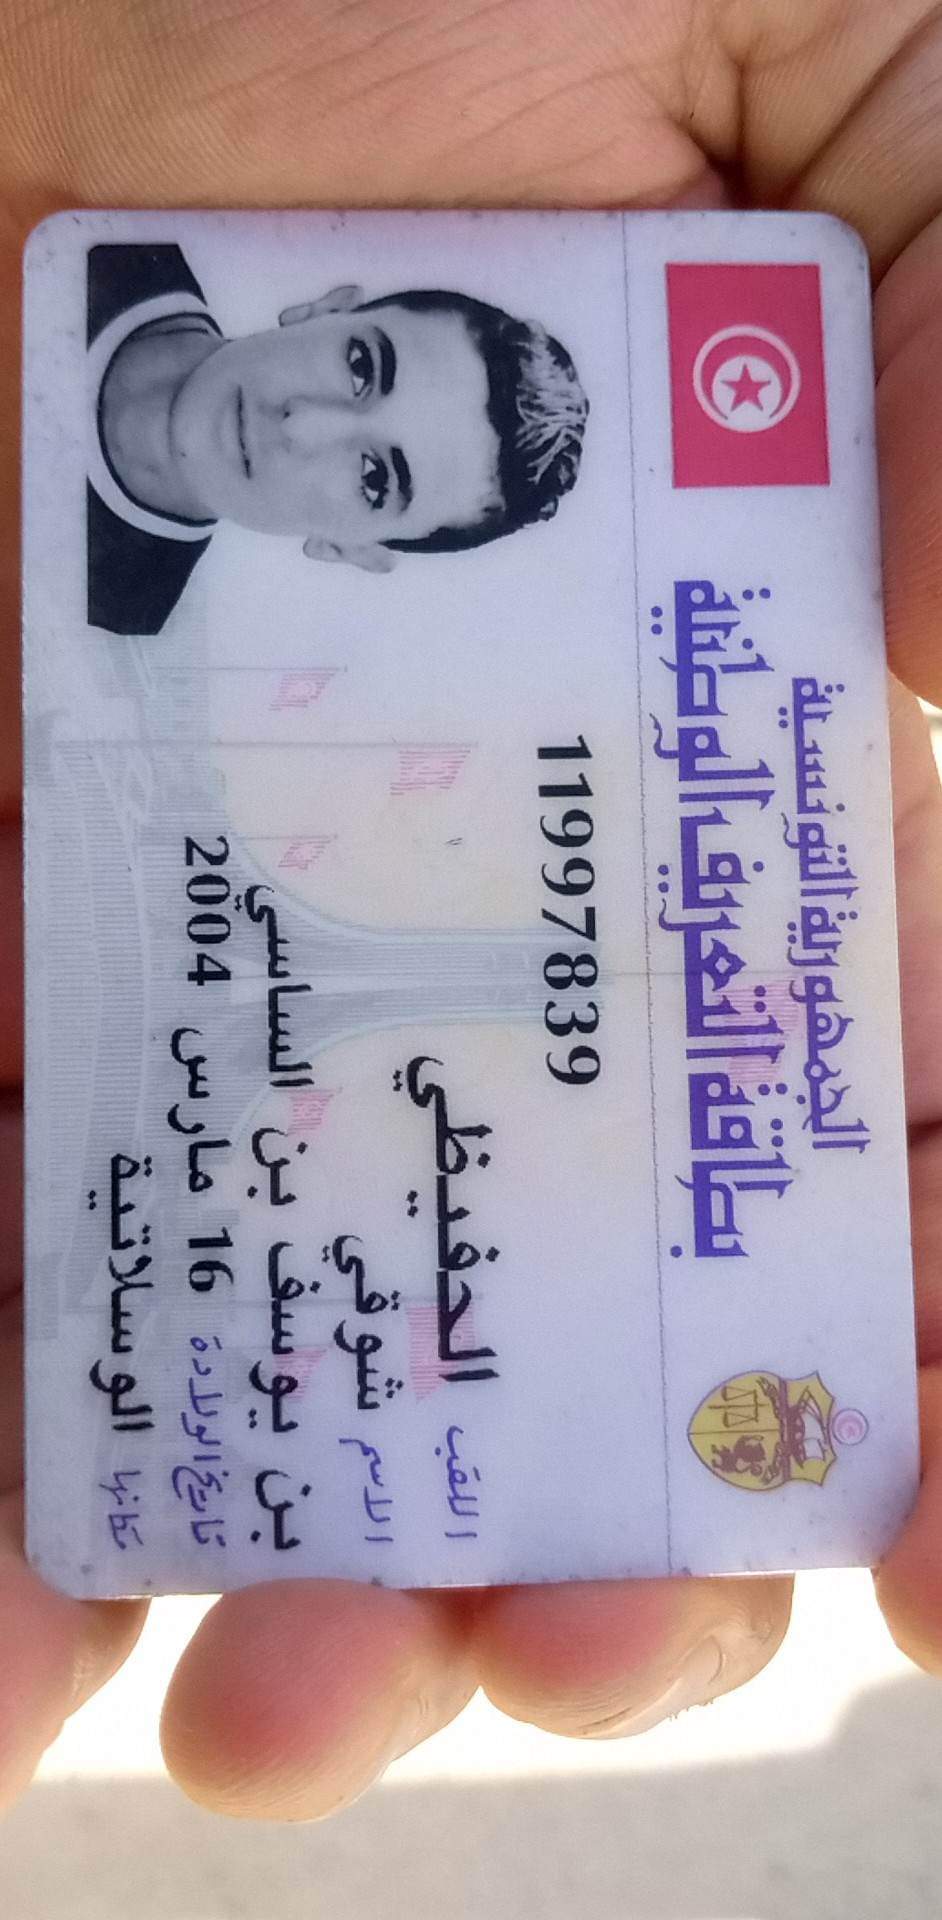 الجمهورية التونسية
بطاقة التعريف الوطنية
11997839
اللقب الحفيظي
الاسم شوقي
بن يوسف بن الساسي
تاريخ الولادة 16 مارس 2004
مكانها الوسلاتية